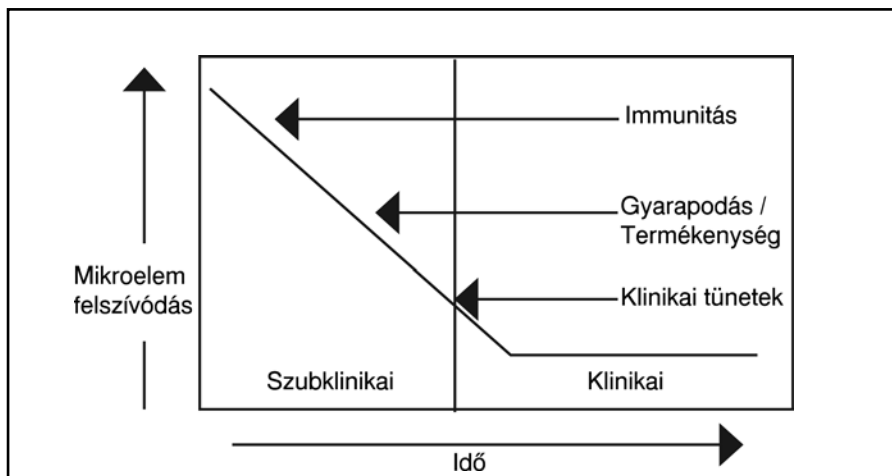 Immunitás
Gyarapodás /
Termékenység
Mikroelem
felszívódás
Klinikai tünetek
Szubklinikai
Klinikai
Idő